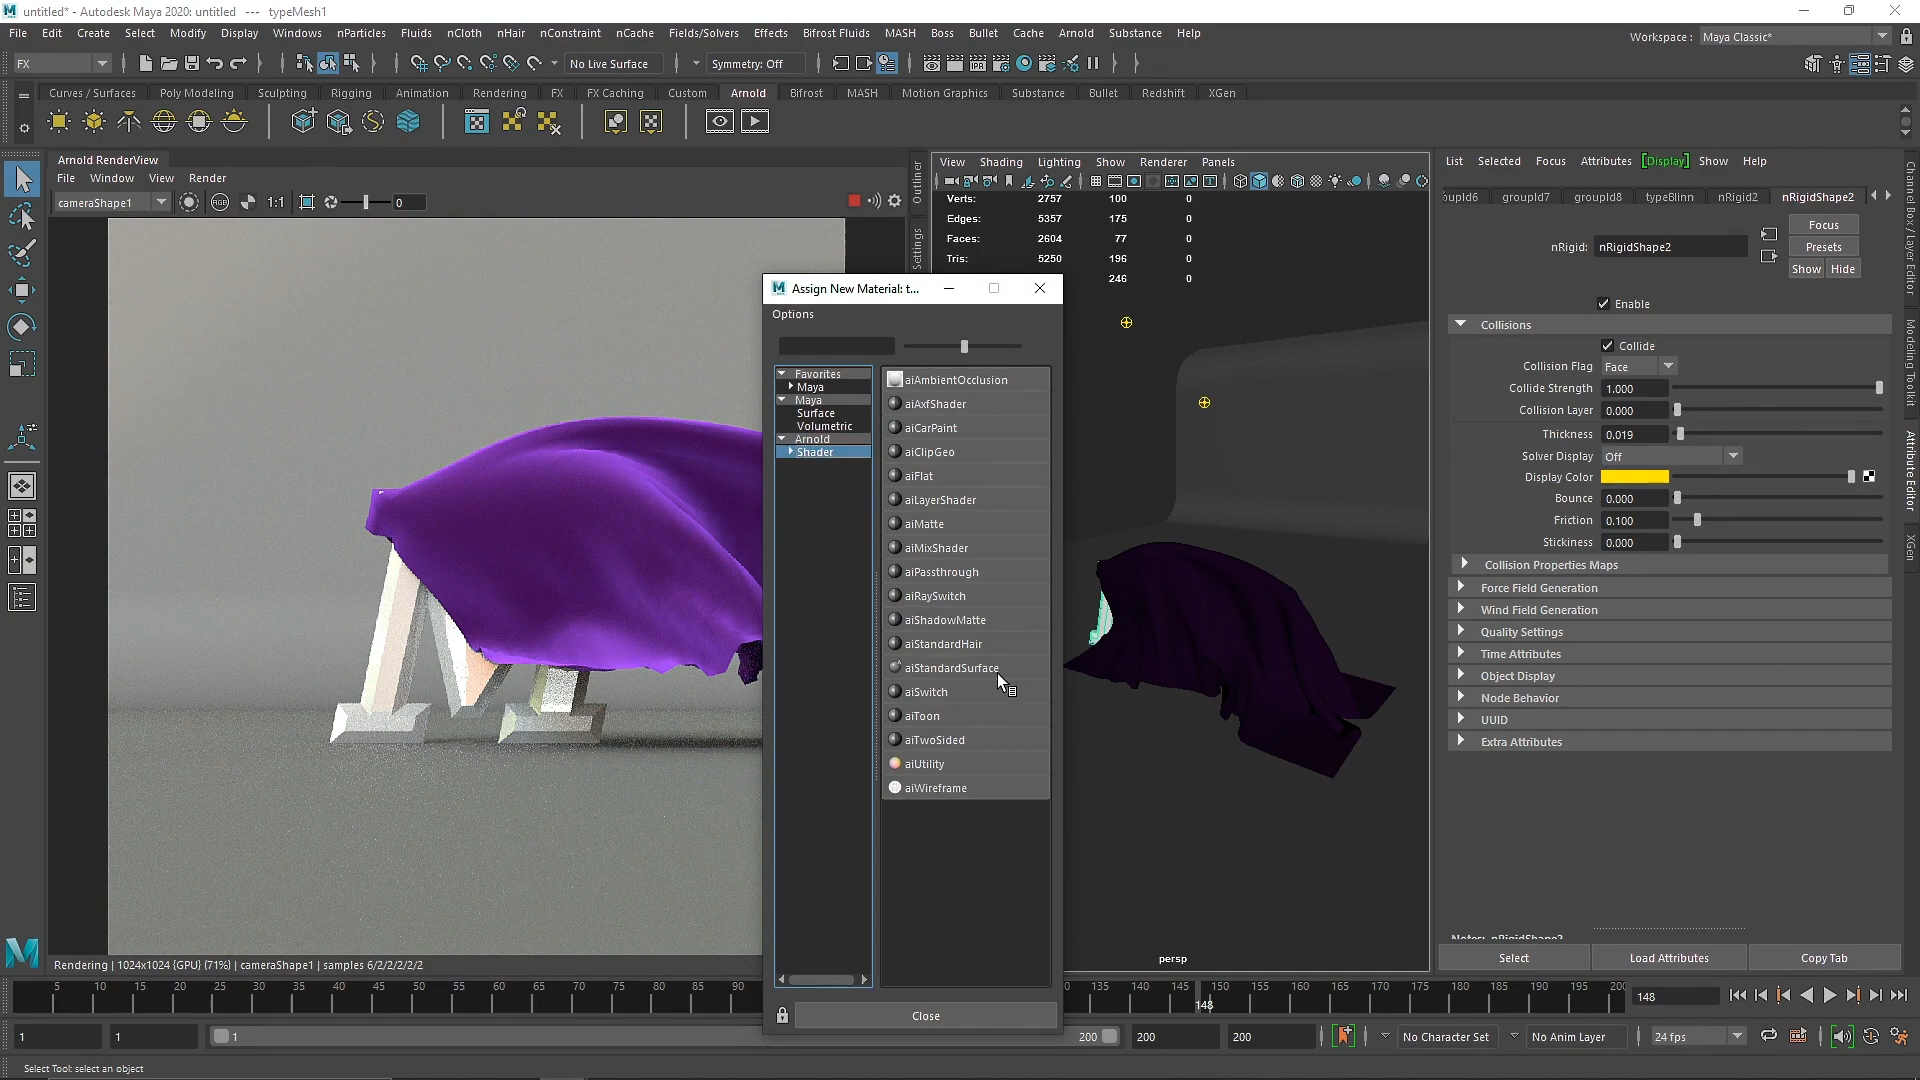 untitled* - Autodesk Maya 2020: untitled --- typeMesh1
File Edit Create Select Modify Display Windows nParticles Fluids nCloth nHair nConstraint nCache Fields/Solvers Effects Bifrost Fluids MASH Boss Bullet Cache Arnold Substance Help
Workspace : Maya Classic*
FX No Live Surface Symmetry: Off
Curves / Surfaces Poly Modeling Sculpting Rigging Animation Rendering FX FX Caching Custom Arnold Bifrost MASH Motion Graphics Substance Bullet Redshift XGen
Arnold RenderView
File Window View Render
cameraShape1 RGB 1:1 0
Outliner
Settings
View Shading Lighting Show Renderer Panels
Verts: 2757 100 0
Edges: 5357 175 0
Faces: 2604 77 0
Tris: 5250 196 0
246 0
persp
Assign New Material: t...
Options
Favorites
Maya
Maya
Surface
Volumetric
Arnold
Shader
aiAmbientOcclusion
aiAxfShader
aiCarPaint
aiClipGeo
aiFlat
aiLayerShader
aiMatte
aiMixShader
aiPassthrough
aiRaySwitch
aiShadowMatte
aiStandardHair
aiStandardSurface
aiSwitch
aiToon
aiTwoSided
aiUtility
aiWireframe
Close
List Selected Focus Attributes [Display] Show Help
groupId7 groupId8 typeBlinn nRigid2 nRigidShape2
Focus
nRigid: nRigidShape2
Presets
Show Hide
Enable
Collisions
Collide
Collision Flag Face
Collide Strength 1.000
Collision Layer 0.000
Thickness 0.019
Solver Display Off
Display Color
Bounce 0.000
Friction 0.100
Stickiness 0.000
Collision Properties Maps
Force Field Generation
Wind Field Generation
Quality Settings
Time Attributes
Object Display
Node Behavior
UUID
Extra Attributes
Select Load Attributes Copy Tab
Channel Box / Layer Editor
Modeling Toolkit
Attribute Editor
XGen
Rendering | 1024x1024 (GPU) (71%) | cameraShape1 | samples 6/2/2/2/2/2
5 10 15 20 25 30 35 40 45 50 55 60 65 70 75 80 85 90 135 140 145 150 155 160 165 170 175 180 185 190 195
148
148
1 1 1 200 200 200 No Character Set No Anim Layer 24 fps
Select Tool: select an object